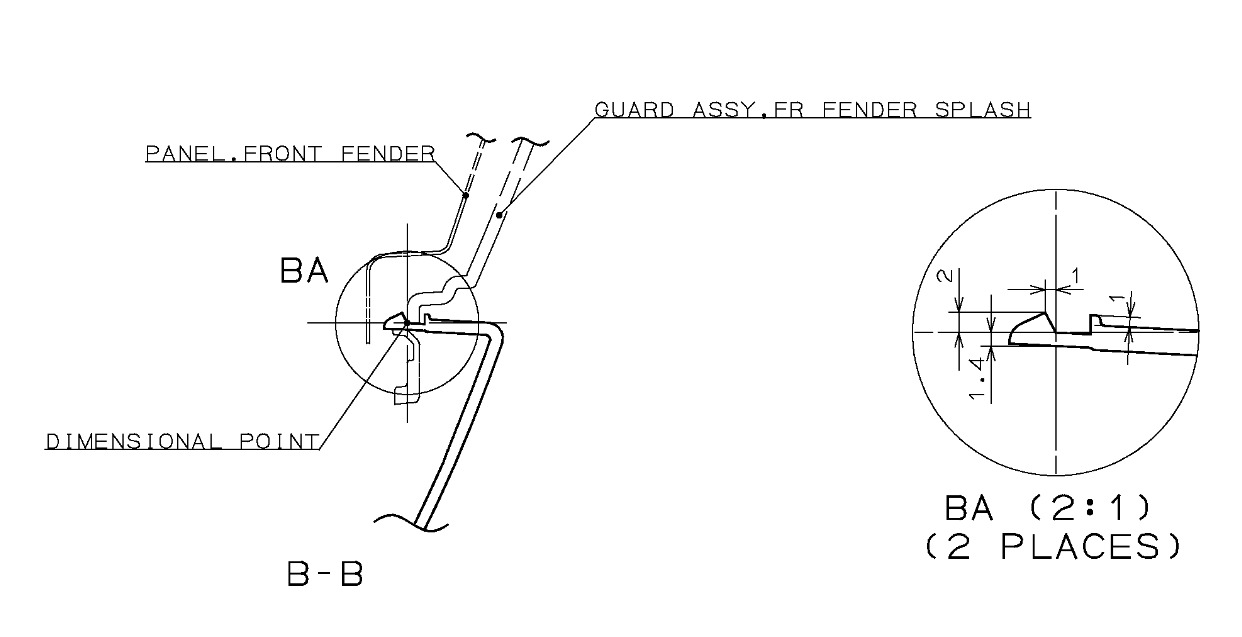 GUARD ASSY.FR FENDER SPLASH
PANEL.FRONT FENDER
BA
2
1
1
1.4
DIMENSIONAL POINT
BA (2:1)
(2 PLACES)
B-B